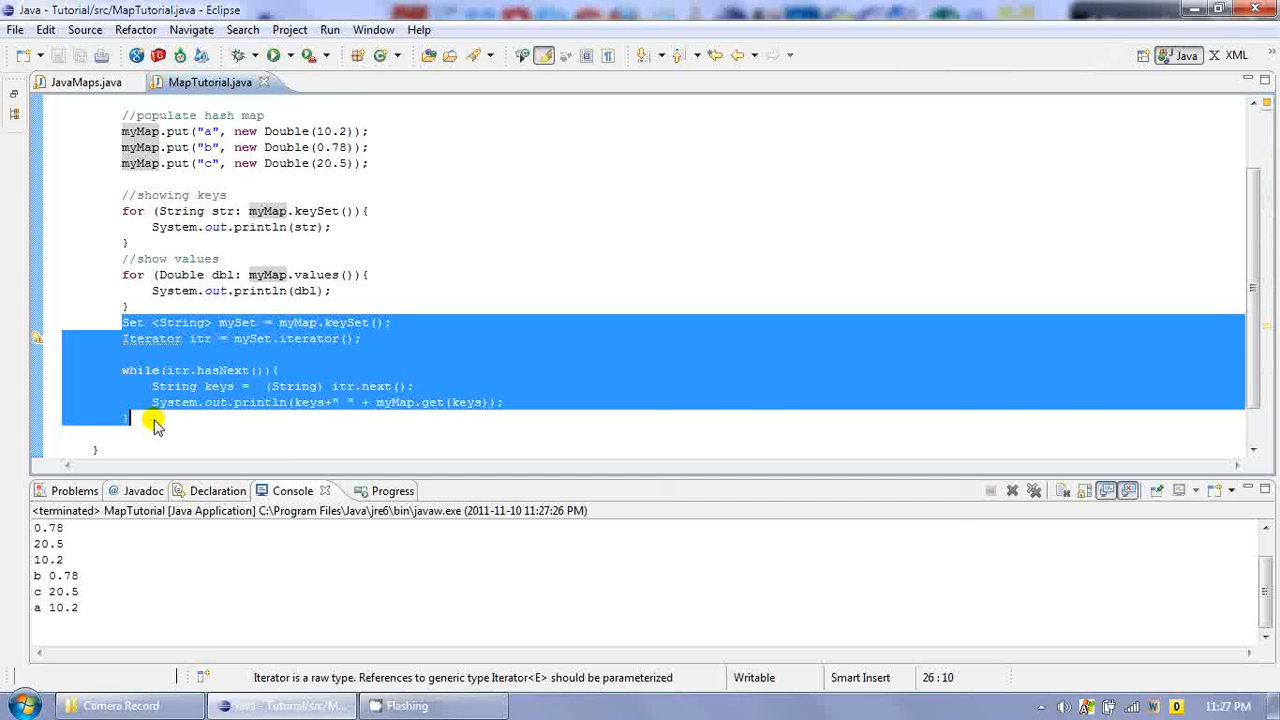 Java - Tutorial/src/MapTutorial.java - Eclipse
File Edit Source Refactor Navigate Search Project Run Window Help
Java XML
JavaMaps.java MapTutorial.java
//populate hash map
myMap.put("a", new Double(10.2));
myMap.put("b", new Double(0.78));
myMap.put("c", new Double(20.5));
//showing keys
for (String str: myMap.keySet()){
System.out.println(str);
}
//show values
for (Double dbl: myMap.values()){
System.out.println(dbl);
}
Set <String> mySet = myMap.keySet();
Iterator itr = mySet.iterator();
while(itr.hasNext()){
String keys = (String) itr.next();
System.out.println(keys+" " + myMap.get(keys));
}
}
Problems Javadoc Declaration Console Progress
<terminated> MapTutorial [Java Application] C:\Program Files\Java\jre6\bin\javaw.exe (2011-11-10 11:27:26 PM)
0.78
20.5
10.2
b 0.78
c 20.5
a 10.2
Iterator is a raw type. References to generic type Iterator<E> should be parameterized Writable Smart Insert 26 : 10
Camera Record Java - Tutorial/src/M... Flashing 11:27 PM